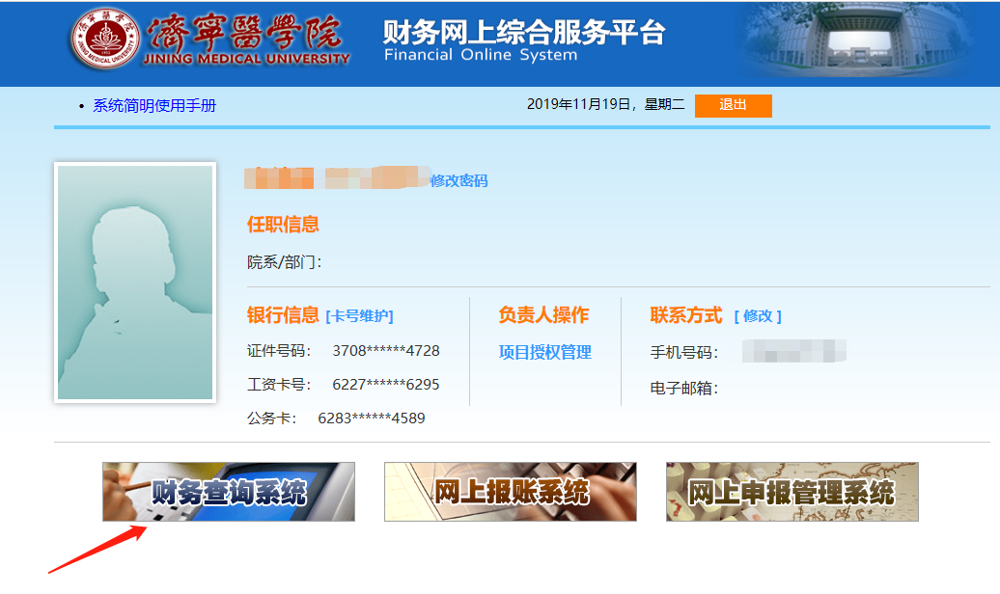 濟寧醫學院
JINING MEDICAL UNIVERSITY
财务网上综合服务平台
Financial Online System
• 系统简明使用手册
2019年11月19日，星期二 退出
修改密码
任职信息
院系/部门：
银行信息 [卡号维护]
证件号码： 3708******4728
工资卡号： 6227******6295
公务卡： 6283******4589
负责人操作
项目授权管理
联系方式 [ 修改 ]
手机号码：
电子邮箱：
财务查询系统
网上报账系统
网上申报管理系统